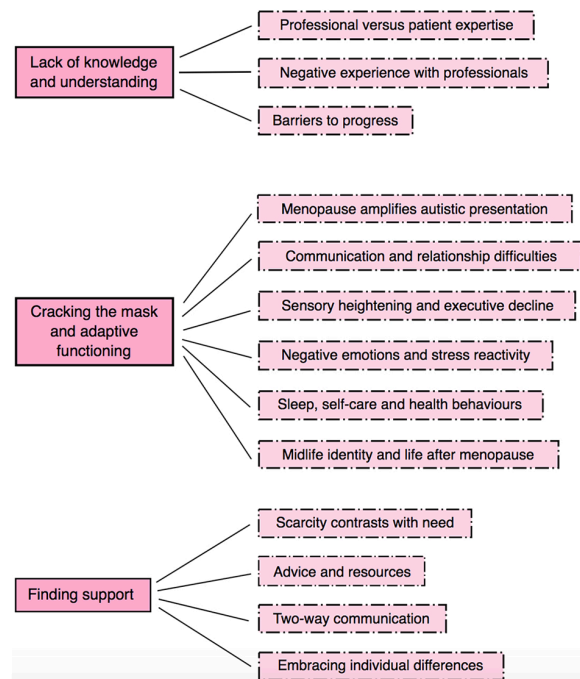 Lack of knowledge
and understanding
Professional versus patient expertise
Negative experience with professionals
Barriers to progress
Cracking the mask
and adaptive
functioning
Menopause amplifies autistic presentation
Communication and relationship difficulties
Sensory heightening and executive decline
Negative emotions and stress reactivity
Sleep, self-care and health behaviours
Midlife identity and life after menopause
Finding support
Scarcity contrasts with need
Advice and resources
Two-way communication
Embracing individual differences